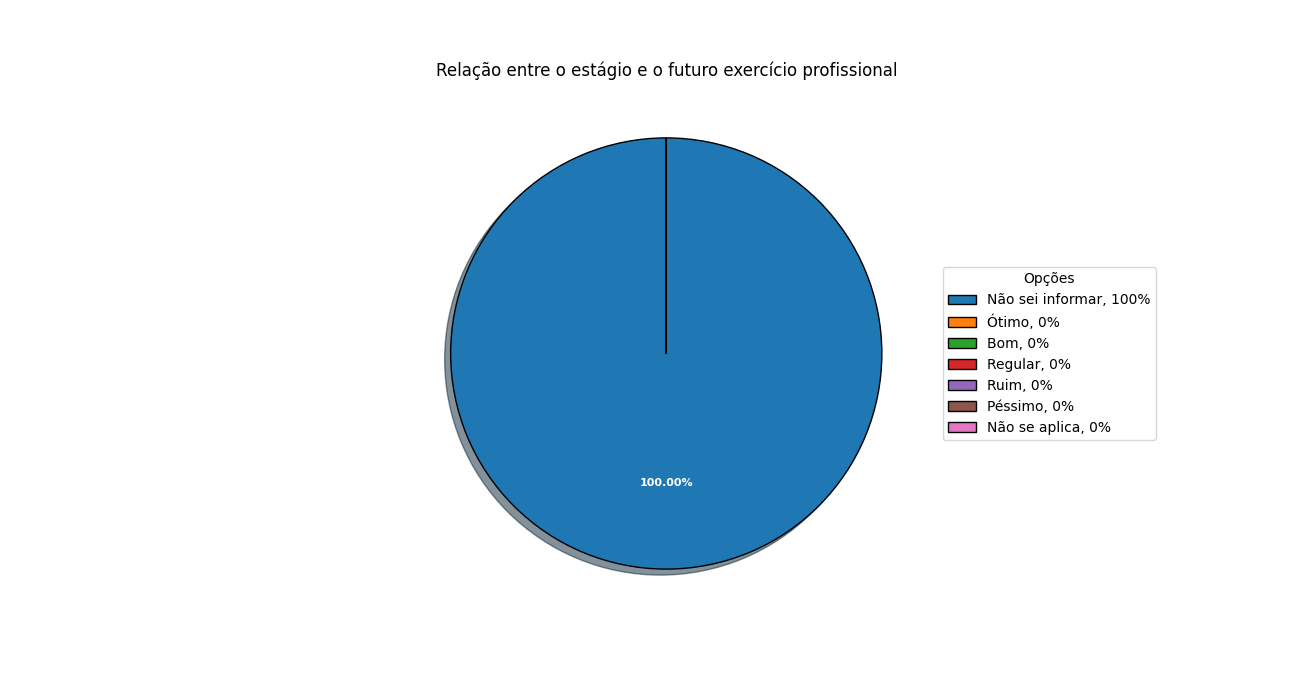 Relação entre o estágio e o futuro exercício profissional
100.00%
Opções
Não sei informar, 100%
Ótimo, 0%
Bom, 0%
Regular, 0%
Ruim, 0%
Péssimo, 0%
Não se aplica, 0%